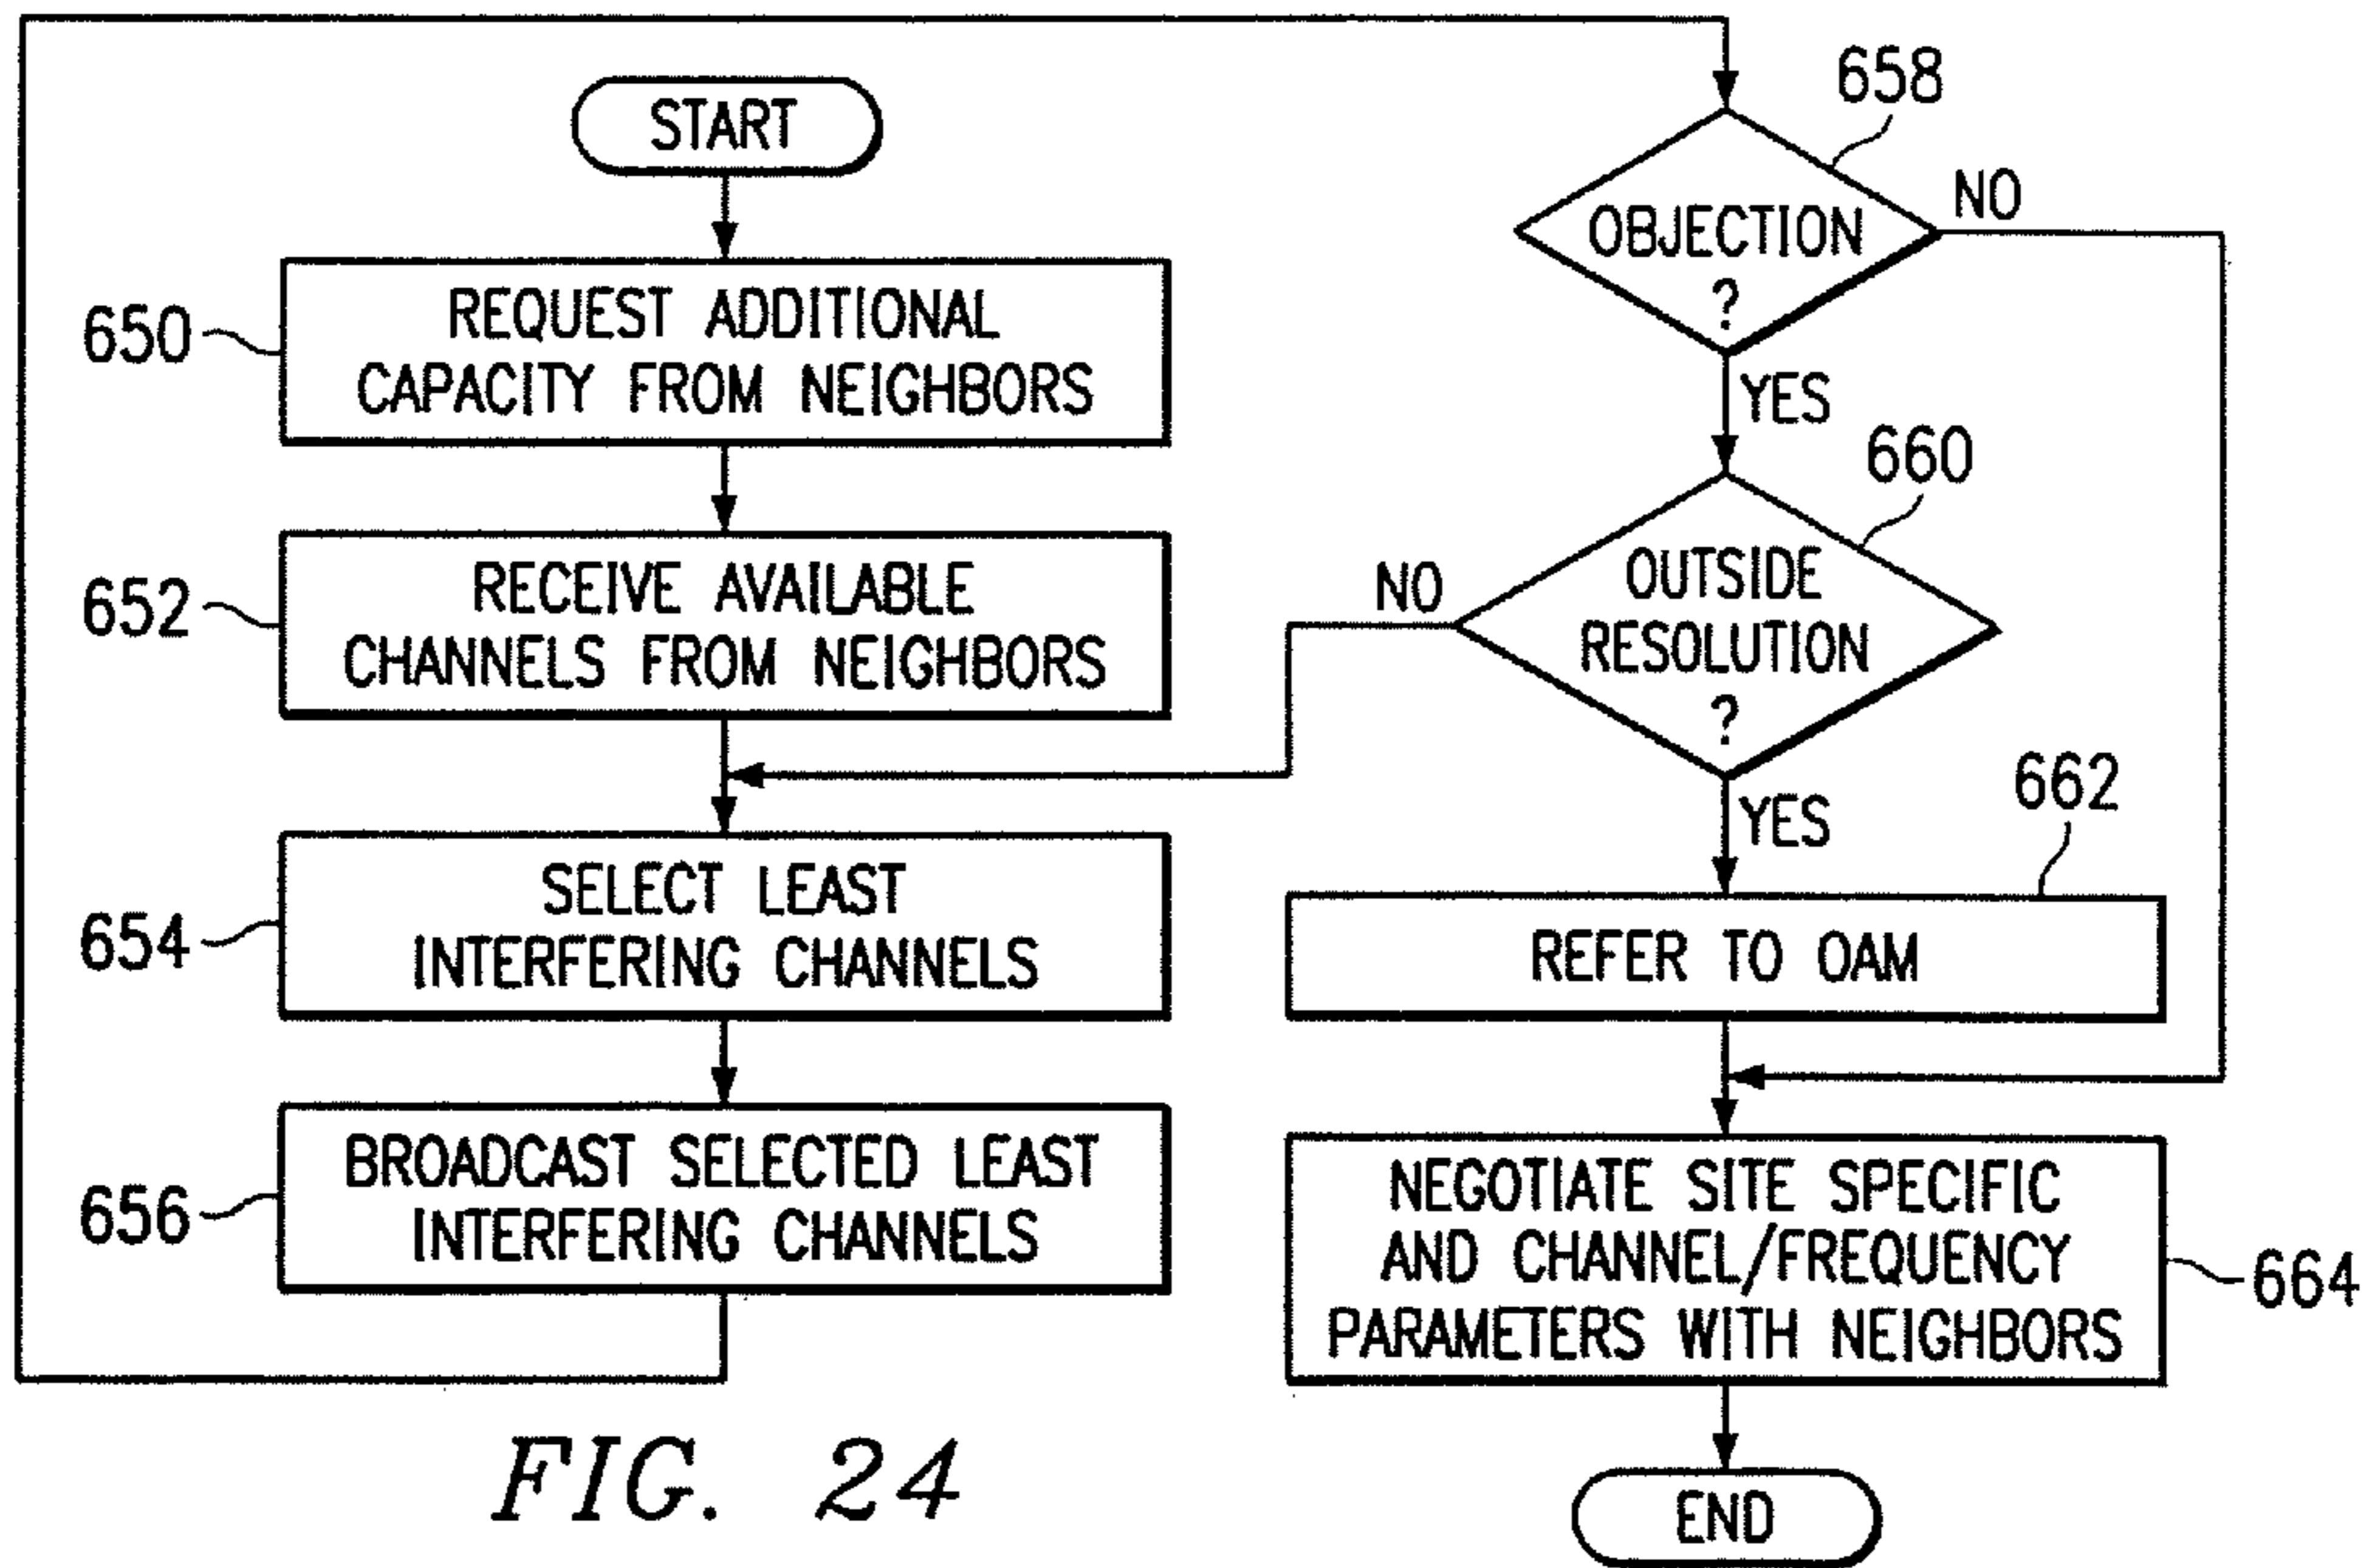 START
650
REQUEST ADDITIONAL
CAPACITY FROM NEIGHBORS
652
RECEIVE AVAILABLE
CHANNELS FROM NEIGHBORS
654
SELECT LEAST
INTERFERING CHANNELS
656
BROADCAST SELECTED LEAST
INTERFERING CHANNELS
658
OBJECTION
?
NO
YES
660
OUTSIDE
RESOLUTION
?
NO
YES
662
REFER TO OAM
NEGOTIATE SITE SPECIFIC
AND CHANNEL/FREQUENCY
PARAMETERS WITH NEIGHBORS
664
END
FIG. 24